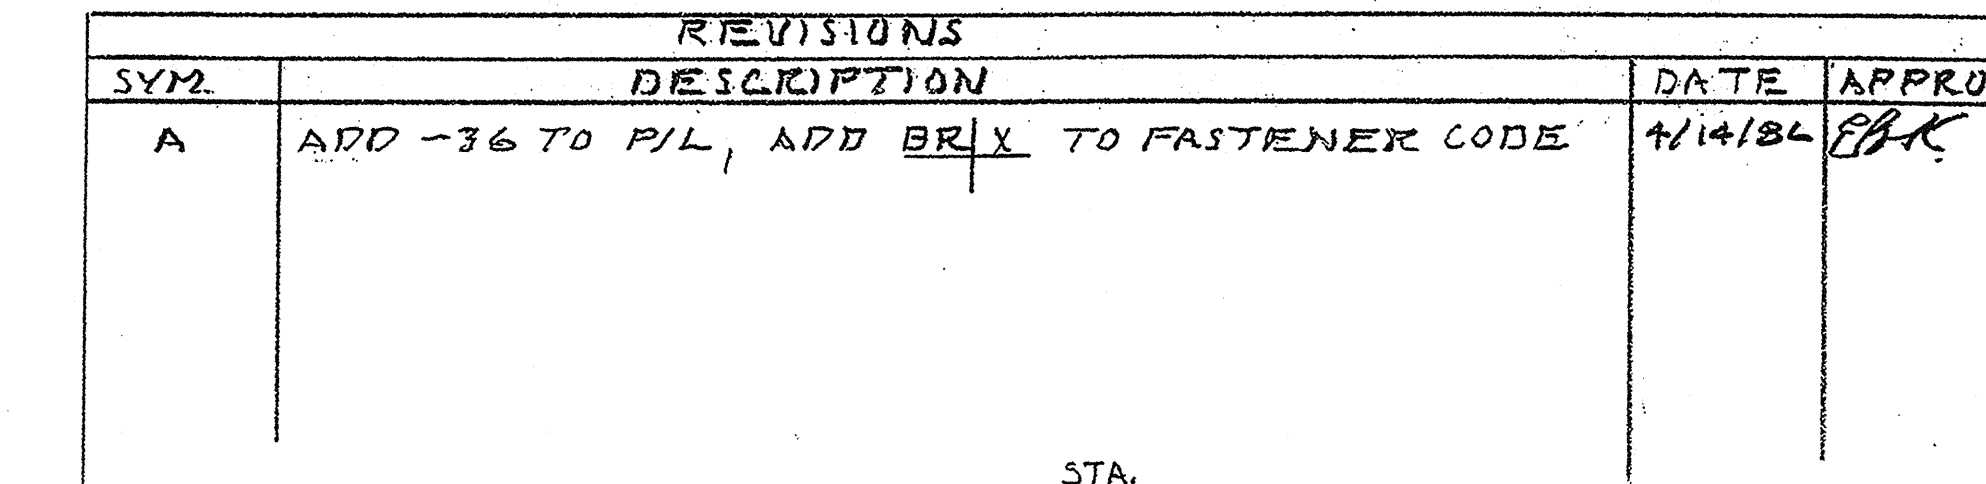 REVISIONS
SYM. DESCRIPTION DATE APPRO
A ADD -36 TO P/L, ADD BR X TO FASTENER CODE 4/14/86
STA.